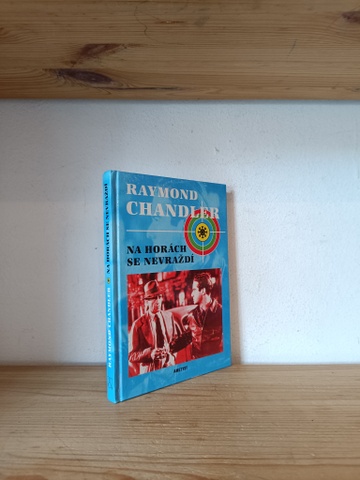 RAYMOND
CHANDLER
NA HORÁCH
SE NEVRAŽDÍ
RAYMOND CHANDLER NA HORÁCH SE NEVRAŽDÍ